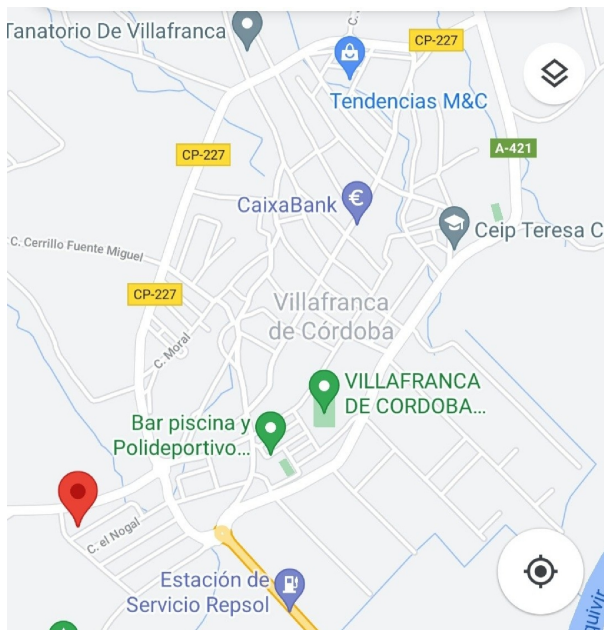 Tanatorio De Villafranca
C.
CP-227
Tendencias M&C
A-421
CP-227
CaixaBank
€
Ceip Teresa C
C. Cerrillo Fuente Miguel
CP-227
Villafranca
de Córdoba
C. Moral
VILLAFRANCA
DE CORDOBA...
Bar piscina y
Polideportivo...
C. el Nogal
Estación de
Servicio Repsol
quivir